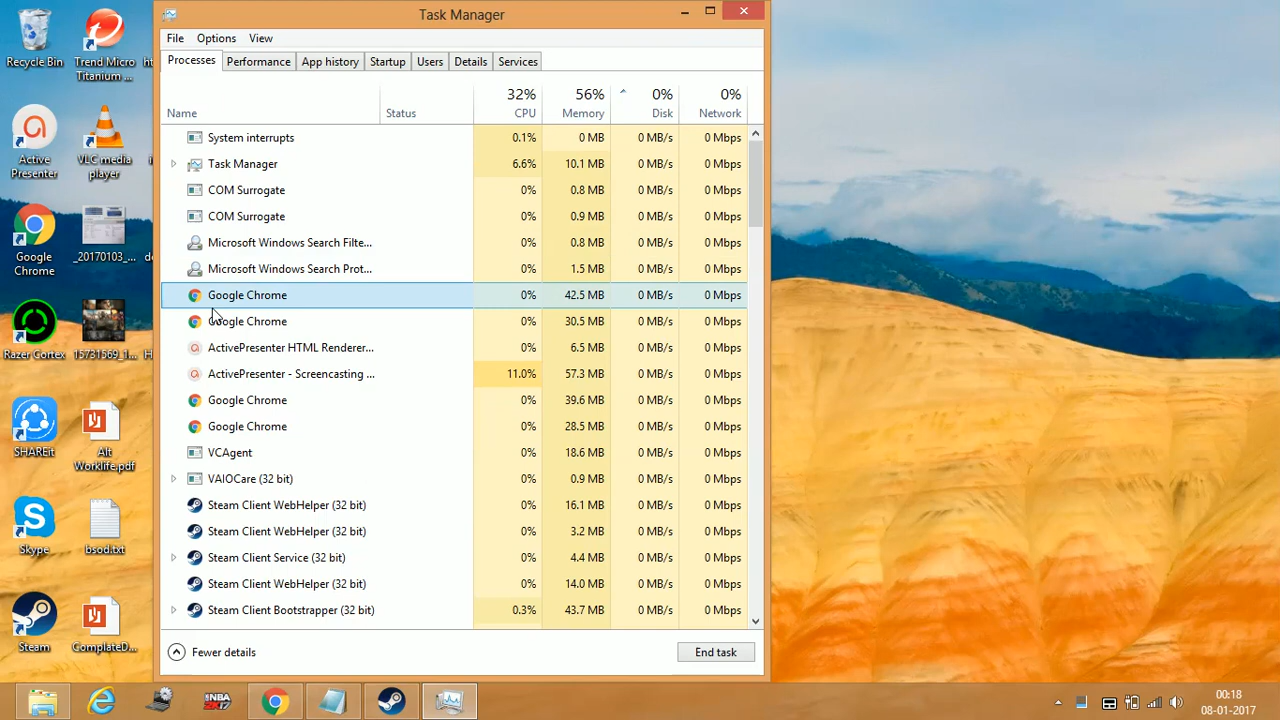 Recycle Bin
Trend Micro
Titanium ...
Active
Presenter
VLC media
player
Google
Chrome
_20170103_...
Razer Cortex
15731569_1...
SHAREit
Alt
Worklife.pdf
Skype
bsod.txt
Steam
ComplateD...
Task Manager
File Options View
Processes Performance App history Startup Users Details Services
32% 56% 0% 0%
Name Status CPU Memory Disk Network
System interrupts 0.1% 0 MB 0 MB/s 0 Mbps
Task Manager 6.6% 10.1 MB 0 MB/s 0 Mbps
COM Surrogate 0% 0.8 MB 0 MB/s 0 Mbps
COM Surrogate 0% 0.9 MB 0 MB/s 0 Mbps
Microsoft Windows Search Filte... 0% 0.8 MB 0 MB/s 0 Mbps
Microsoft Windows Search Prot... 0% 1.5 MB 0 MB/s 0 Mbps
Google Chrome 0% 42.5 MB 0 MB/s 0 Mbps
Google Chrome 0% 30.5 MB 0 MB/s 0 Mbps
ActivePresenter HTML Renderer... 0% 6.5 MB 0 MB/s 0 Mbps
ActivePresenter - Screencasting ... 11.0% 57.3 MB 0 MB/s 0 Mbps
Google Chrome 0% 39.6 MB 0 MB/s 0 Mbps
Google Chrome 0% 28.5 MB 0 MB/s 0 Mbps
VCAgent 0% 18.6 MB 0 MB/s 0 Mbps
VAIOCare (32 bit) 0% 0.9 MB 0 MB/s 0 Mbps
Steam Client WebHelper (32 bit) 0% 16.1 MB 0 MB/s 0 Mbps
Steam Client WebHelper (32 bit) 0% 3.2 MB 0 MB/s 0 Mbps
Steam Client Service (32 bit) 0% 4.4 MB 0 MB/s 0 Mbps
Steam Client WebHelper (32 bit) 0% 14.0 MB 0 MB/s 0 Mbps
Steam Client Bootstrapper (32 bit) 0.3% 43.7 MB 0 MB/s 0 Mbps
Fewer details End task
NBA
2K17
00:18
08-01-2017